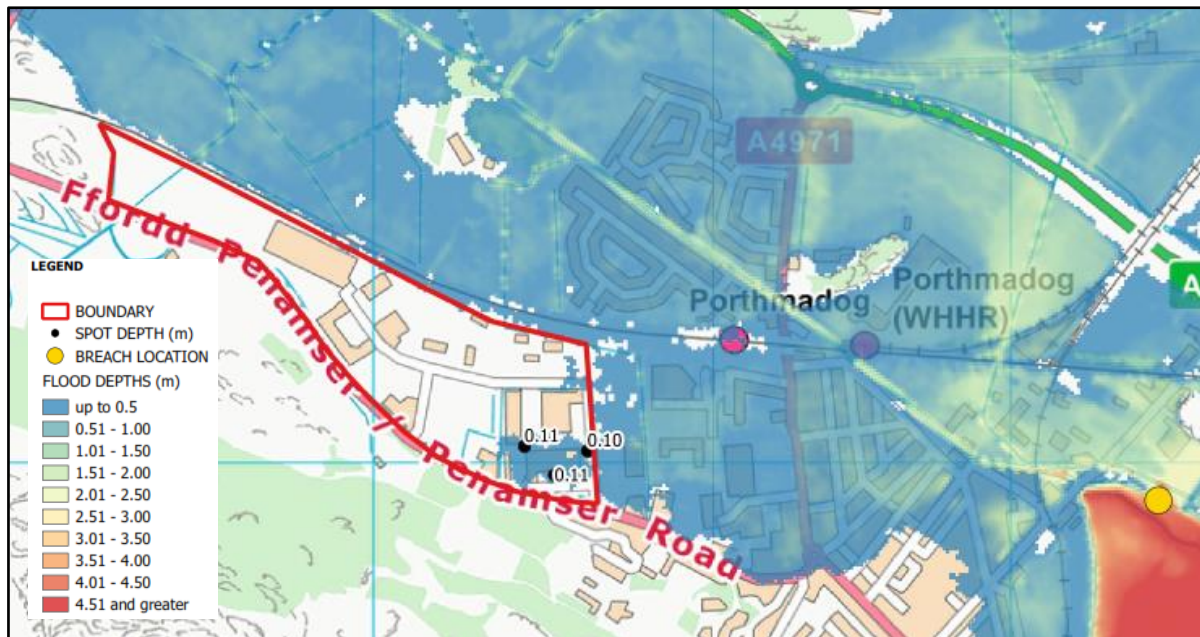 A4971
A
Ffordd Penamser / Penamser Road
Porthmadog
Porthmadog
(WHHR)
LEGEND
BOUNDARY
SPOT DEPTH (m)
BREACH LOCATION
FLOOD DEPTHS (m)
up to 0.5
0.51 - 1.00
1.01 - 1.50
1.51 - 2.00
2.01 - 2.50
2.51 - 3.00
3.01 - 3.50
3.51 - 4.00
4.01 - 4.50
4.51 and greater
0.11
0.10
0.11